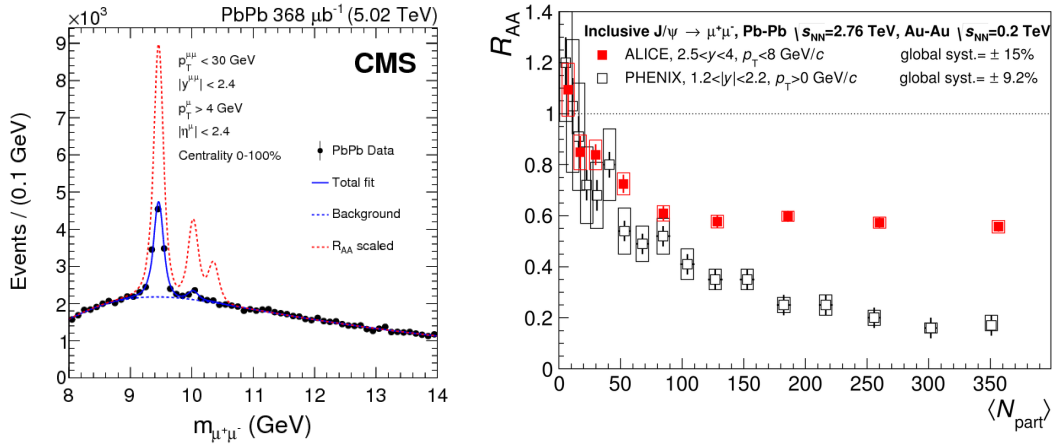 ×10³ PbPb 368 μb⁻¹ (5.02 TeV)
CMS
p_T^μμ < 30 GeV
|y^μμ| < 2.4
p_T^μ > 4 GeV
|η^μ| < 2.4
Centrality 0-100%
PbPb Data
Total fit
Background
R_AA scaled
Events / (0.1 GeV)
9
8
7
6
5
4
3
2
1
0
8 9 10 11 12 13 14
m_μ⁺μ⁻ (GeV)
R_AA
Inclusive J/ψ → μ⁺μ⁻, Pb-Pb √s_NN=2.76 TeV, Au-Au √s_NN=0.2 TeV
ALICE, 2.5<y<4, p_T<8 GeV/c global syst.= ± 15%
PHENIX, 1.2<|y|<2.2, p_T>0 GeV/c global syst.= ± 9.2%
1.4
1.2
1
0.8
0.6
0.4
0.2
0
0 50 100 150 200 250 300 350 400
⟨N_part⟩